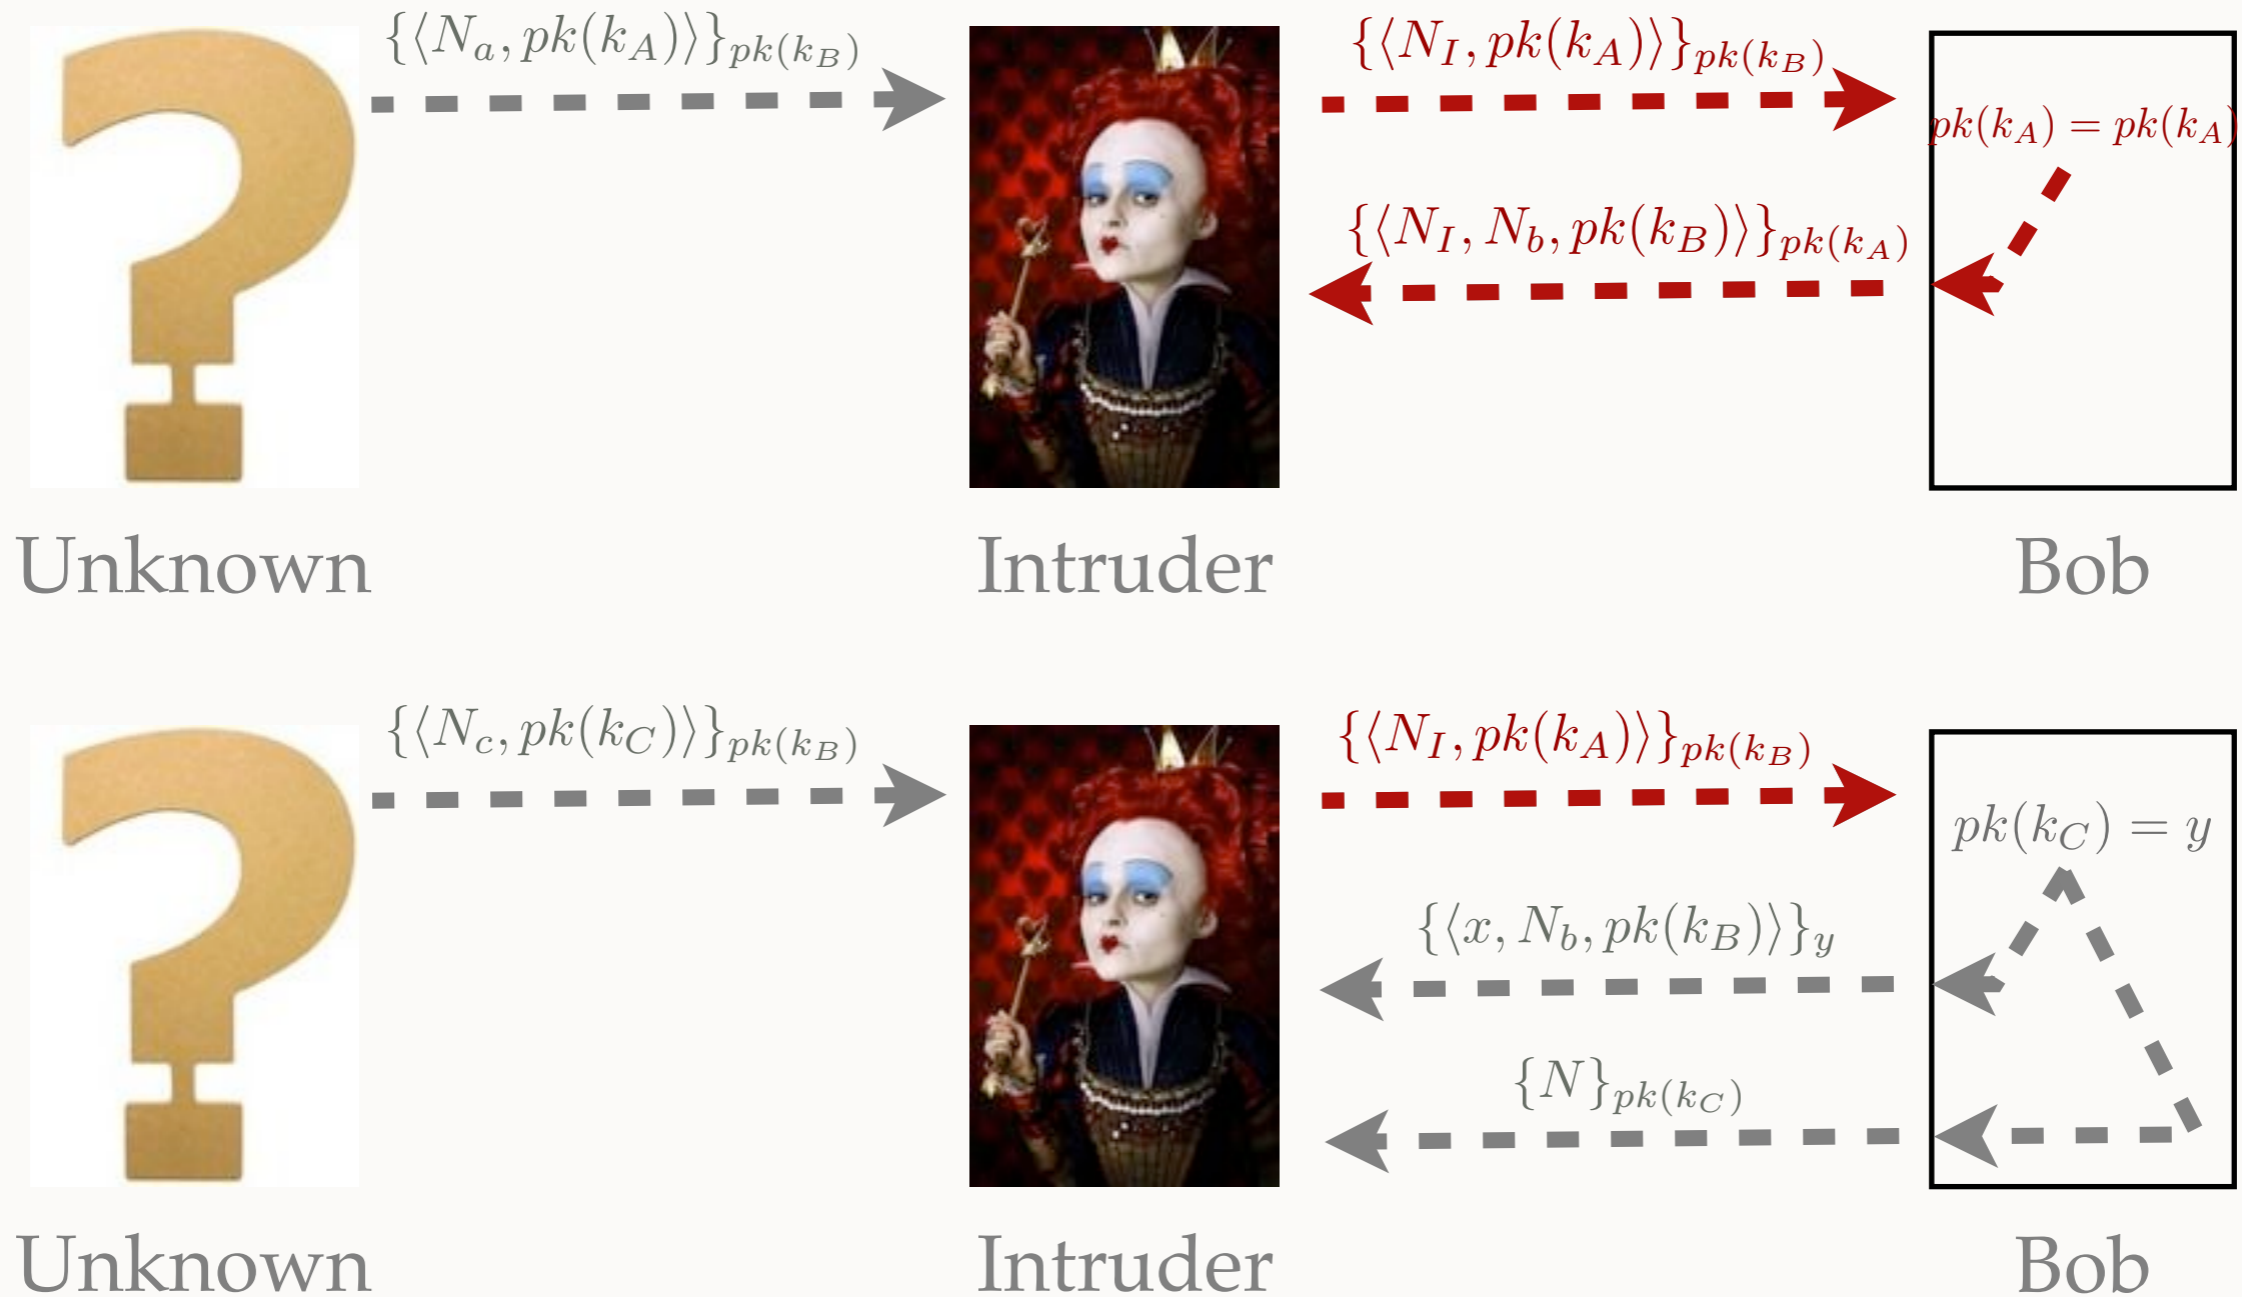 {⟨N_a, pk(k_A)⟩}_{pk(k_B)}
{⟨N_I, pk(k_A)⟩}_{pk(k_B)}
pk(k_A) = pk(k_A)
{⟨N_I, N_b, pk(k_B)⟩}_{pk(k_A)}
Unknown
Intruder
Bob
{⟨N_c, pk(k_C)⟩}_{pk(k_B)}
{⟨N_I, pk(k_A)⟩}_{pk(k_B)}
pk(k_C) = y
{⟨x, N_b, pk(k_B)⟩}_y
{N}_{pk(k_C)}
Unknown
Intruder
Bob